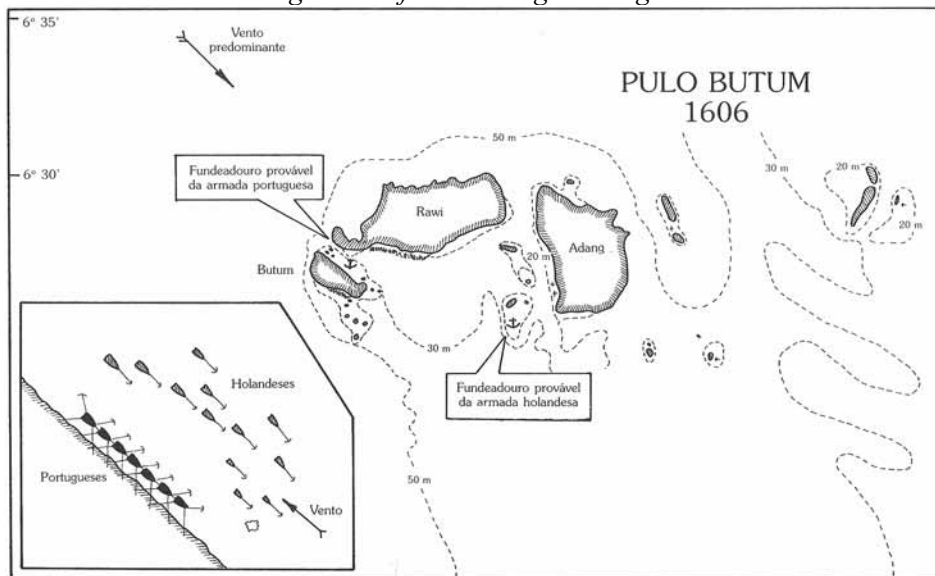 6° 35'
Vento
predominante
PULO BUTUM
1606
50 m
30 m
20 m
6° 30'
Fundeadouro provável
da armada portuguesa
Rawi
Adang
20 m
20 m
Butum
30 m
Holandeses
Fundeadouro provável
da armada holandesa
Portugueses
50 m
Vento